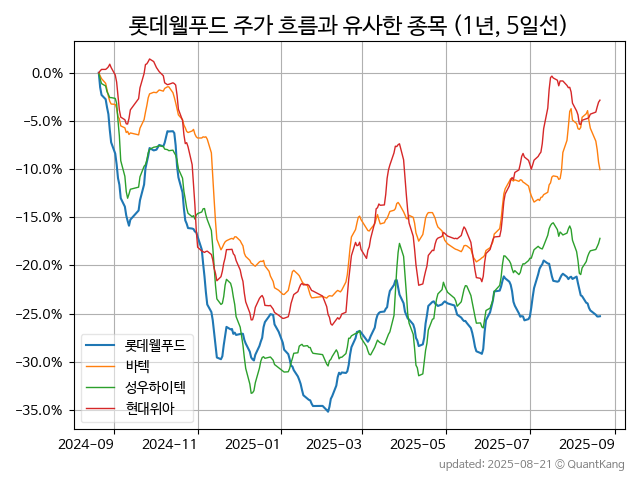 롯데웰푸드 주가 흐름과 유사한 종목 (1년, 5일선)
0.0%
−5.0%
−10.0%
−15.0%
−20.0%
−25.0%
−30.0%
−35.0%
롯데웰푸드
바텍
성우하이텍
현대위아
2024-09 2024-11 2025-01 2025-03 2025-05 2025-07 2025-09
updated: 2025-08-21 © QuantKang